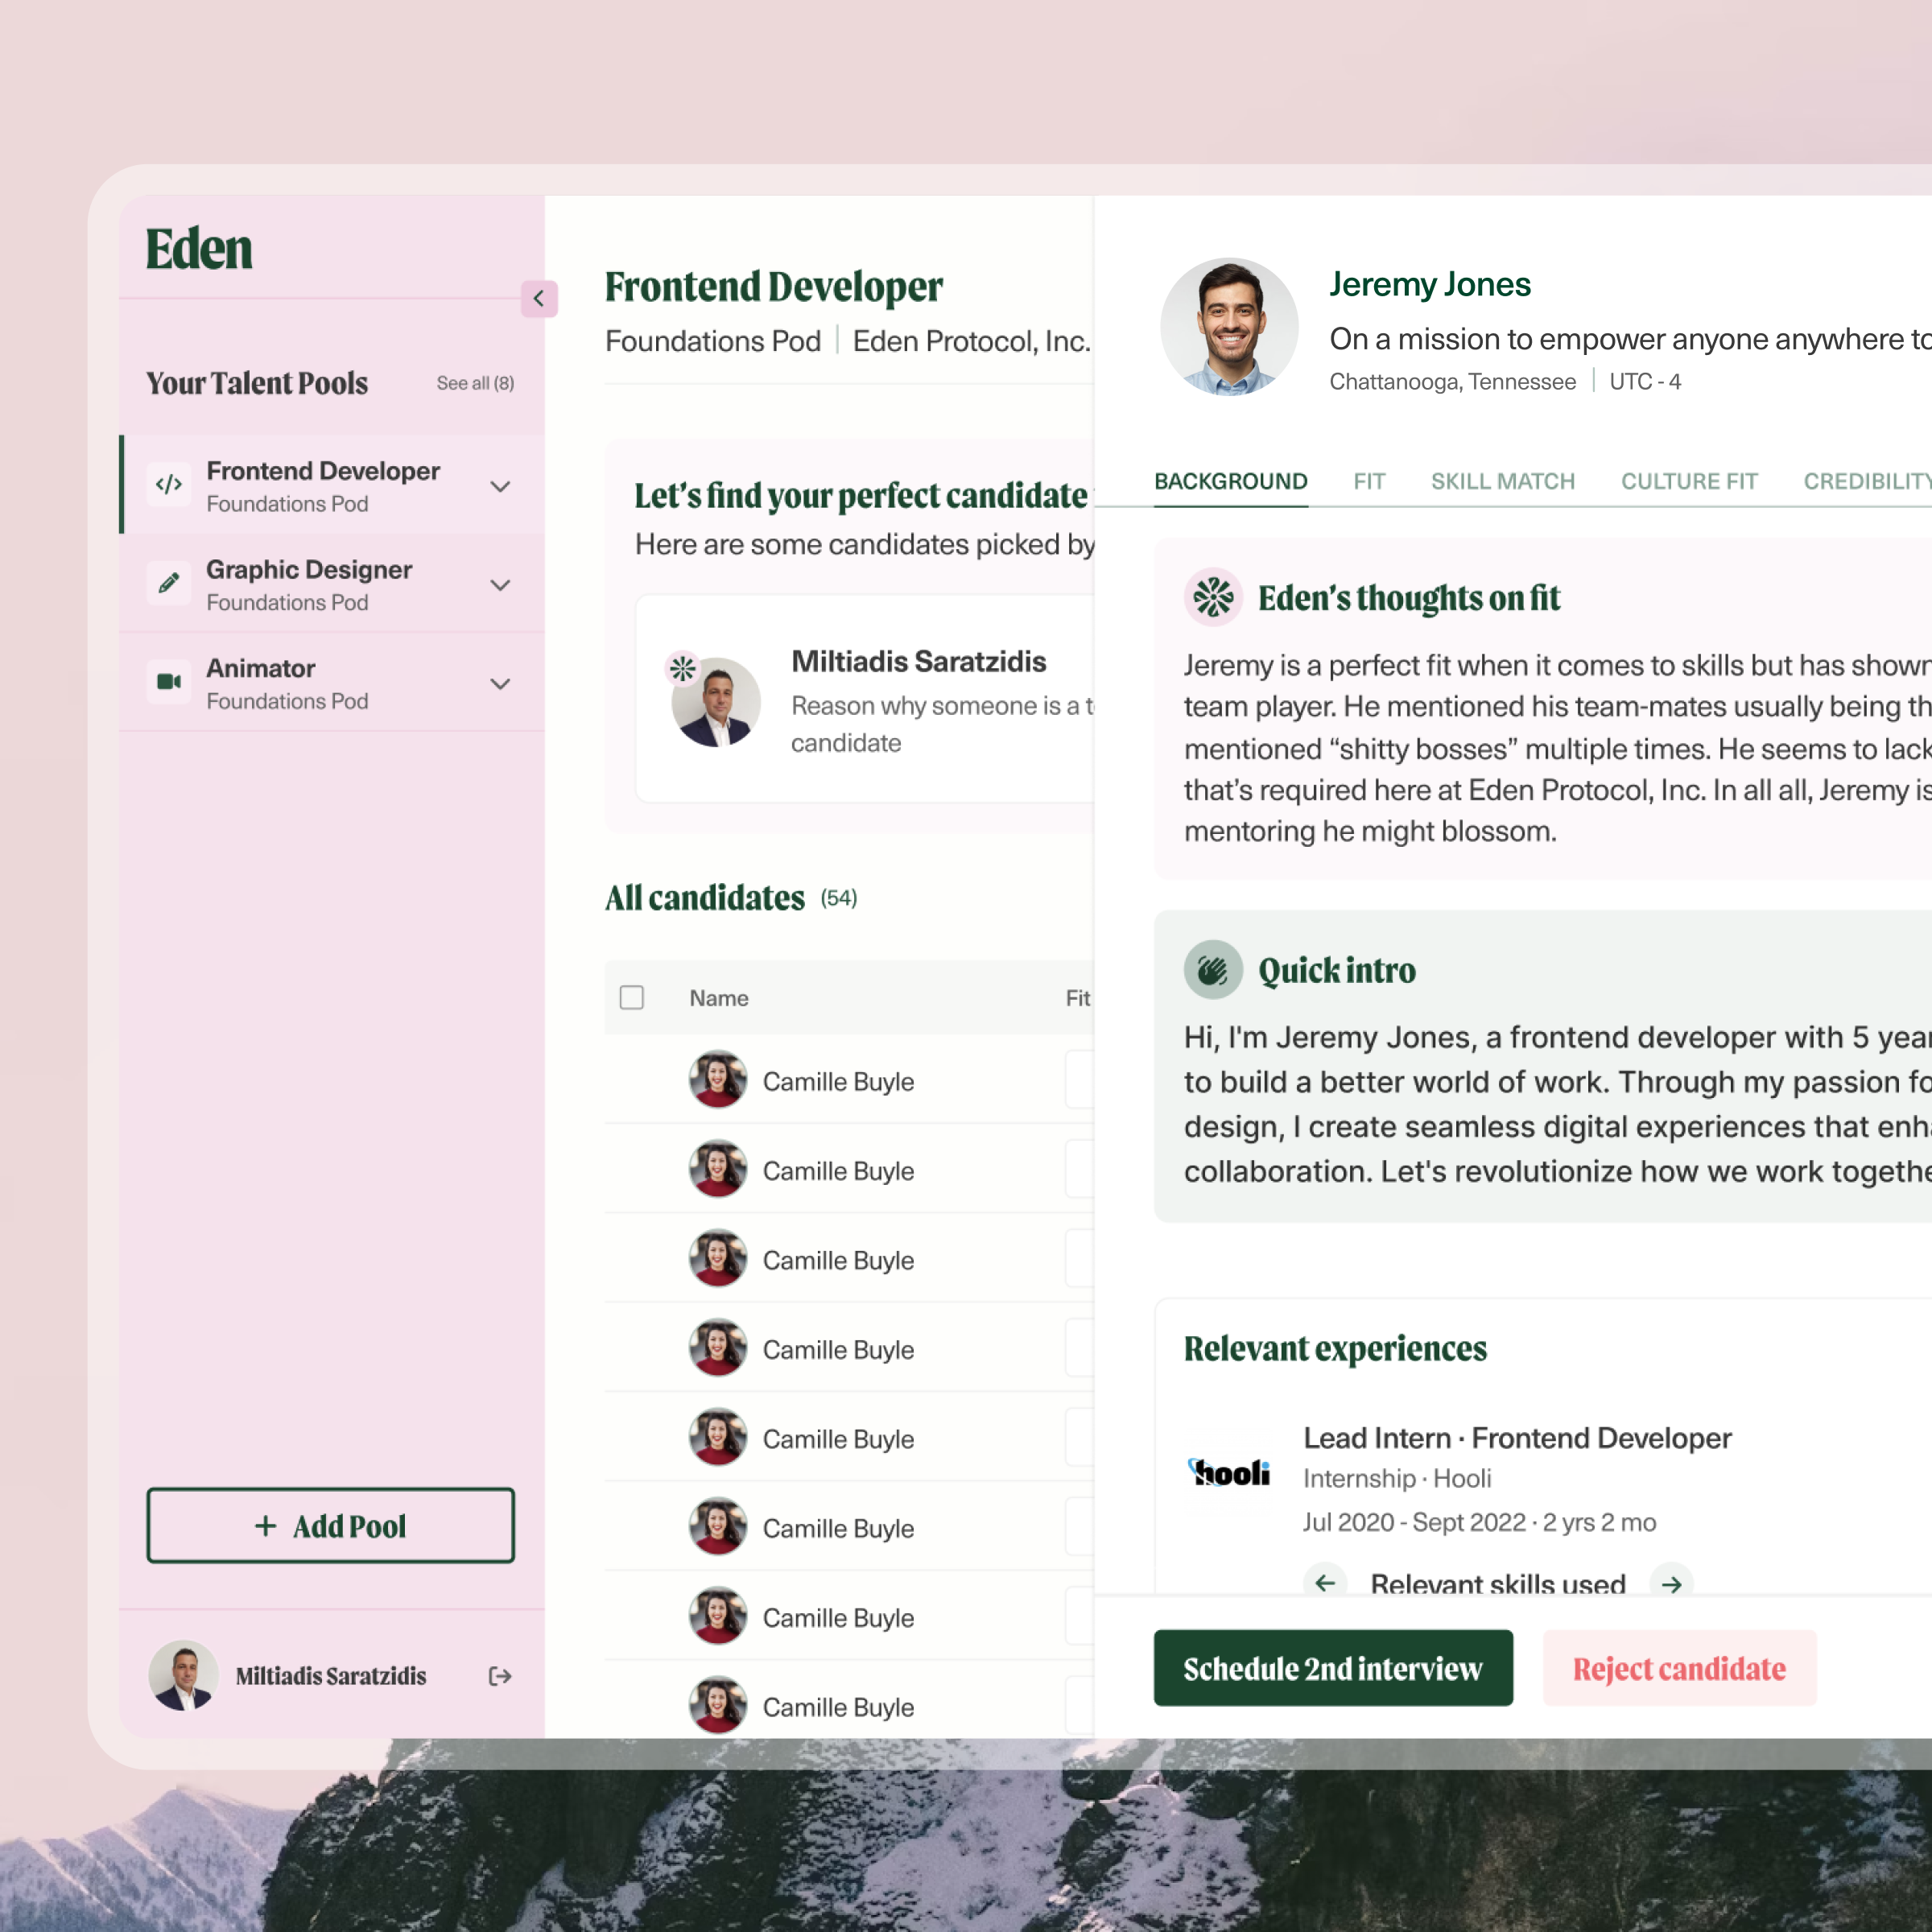 Eden
Your Talent Pools
See all (8)
</>
Frontend Developer
Foundations Pod
Graphic Designer
Foundations Pod
Animator
Foundations Pod
+ Add Pool
Miltiadis Saratzidis
Frontend Developer
Foundations Pod | Eden Protocol, Inc.
Let's find your perfect candidate
Here are some candidates picked by
Miltiadis Saratzidis
Reason why someone is a
candidate
All candidates (54)
Name
Fit
Camille Buyle
Camille Buyle
Camille Buyle
Camille Buyle
Camille Buyle
Camille Buyle
Camille Buyle
Camille Buyle
Jeremy Jones
On a mission to empower anyone anywhere to
Chattanooga, Tennessee | UTC - 4
BACKGROUND
FIT
SKILL MATCH
CULTURE FIT
CREDIBILITY
Eden's thoughts on fit
Jeremy is a perfect fit when it comes to skills but has shown
team player. He mentioned his team-mates usually being
mentioned “shitty bosses” multiple times. He seems to lack
that's required here at Eden Protocol, Inc. In all all, Jeremy is
mentoring he might blossom.
Quick intro
Hi, I'm Jeremy Jones, a frontend developer with 5
to build a better world of work. Through my passion
design, I create seamless digital experiences that
collaboration. Let's revolutionize how we work
Relevant experiences
hooli
Lead Intern · Frontend Developer
Internship · Hooli
Jul 2020 - Sept 2022 · 2 yrs 2 mo
Relevant skills used
Schedule 2nd interview
Reject candidate